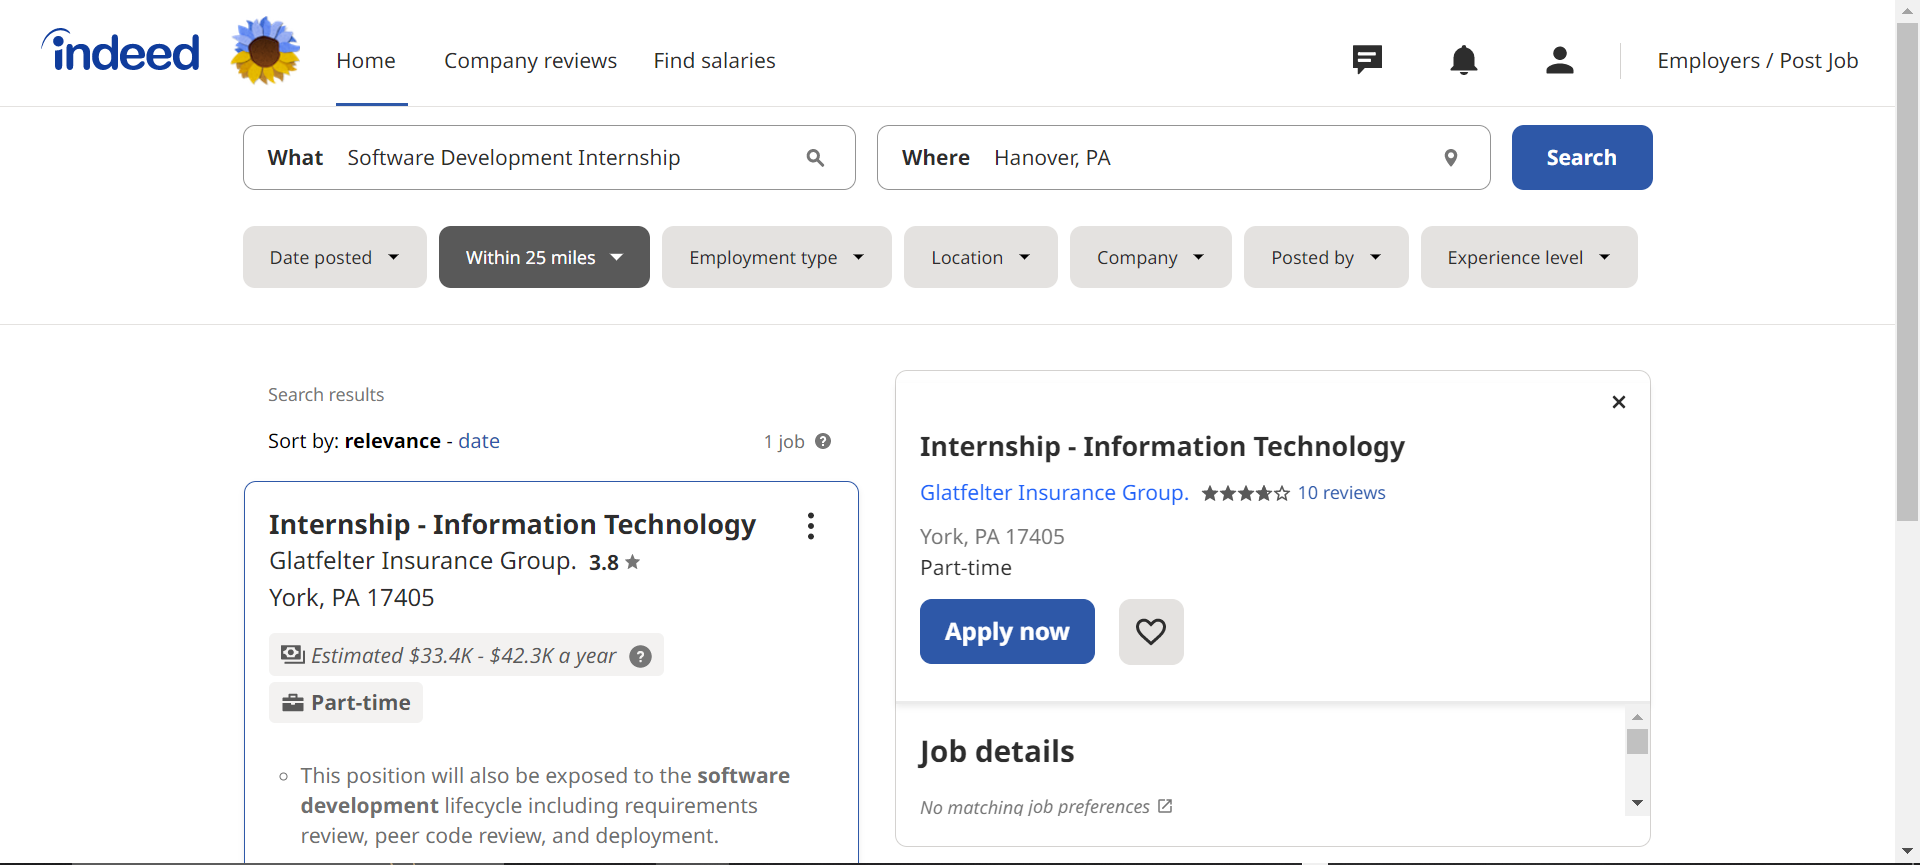 indeed
Home Company reviews Find salaries Employers / Post Job
What Software Development Internship Where Hanover, PA Search
Date posted Within 25 miles Employment type Location Company Posted by Experience level
Search results
Sort by: relevance - date 1 job ?
Internship - Information Technology
Glatfelter Insurance Group. 3.8 ★
York, PA 17405
Estimated $33.4K - $42.3K a year ?
Part-time
This position will also be exposed to the software
development lifecycle including requirements
review, peer code review, and deployment.
Internship - Information Technology
Glatfelter Insurance Group. 10 reviews
York, PA 17405
Part-time
Apply now
Job details
No matching job preferences